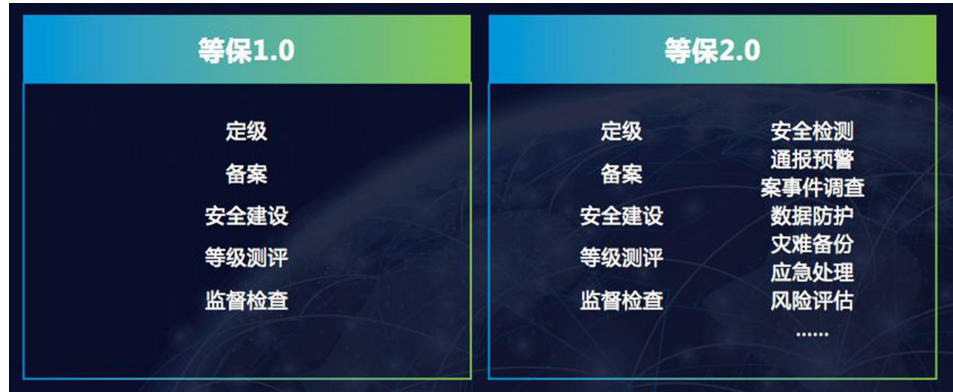 等保1.0
定级
备案
安全建设
等级测评
监督检查
等保2.0
定级
备案
安全建设
等级测评
监督检查
安全检测
通报预警
案事件调查
数据防护
灾难备份
应急处理
风险评估
······